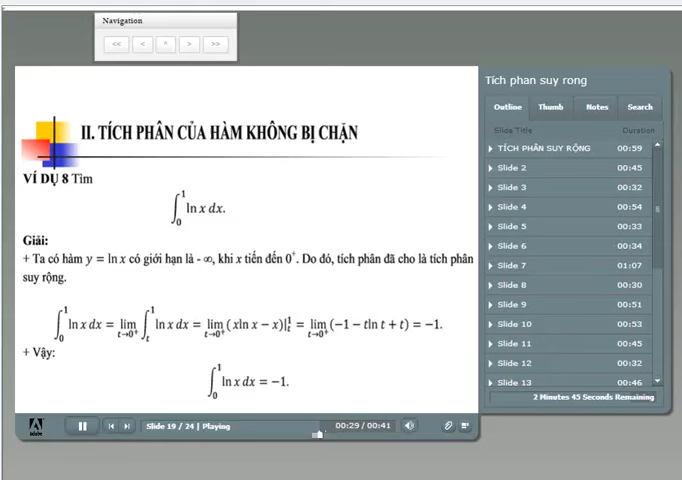 Navigation
<< < ^ > >>
Tích phan suy rong
Outline Thumb Notes Search
Slide Title Duration
II. TÍCH PHÂN CỦA HÀM KHÔNG BỊ CHẶN
VÍ DỤ 8 Tìm
∫₀¹ ln x dx.
Giải:
+ Ta có hàm y = ln x có giới hạn là - ∞, khi x tiến đến 0⁺. Do đó, tích phân đã cho là tích phân
suy rộng.
∫₀¹ ln x dx = lim_{t→0⁺} ∫ₜ¹ ln x dx = lim_{t→0⁺} (xln x − x)|ₜ¹ = lim_{t→0⁺} (−1 − tln t + t) = −1.
+ Vậy:
∫₀¹ ln x dx = −1.
TÍCH PHÂN SUY RỘNG 00:59
Slide 2 00:45
Slide 3 00:32
Slide 4 00:54
Slide 5 00:33
Slide 6 00:34
Slide 7 01:07
Slide 8 00:30
Slide 9 00:51
Slide 10 00:53
Slide 11 00:45
Slide 12 00:32
Slide 13 00:46
2 Minutes 45 Seconds Remaining
Adobe
Slide 19 / 24 | Playing
00:29 / 00:41